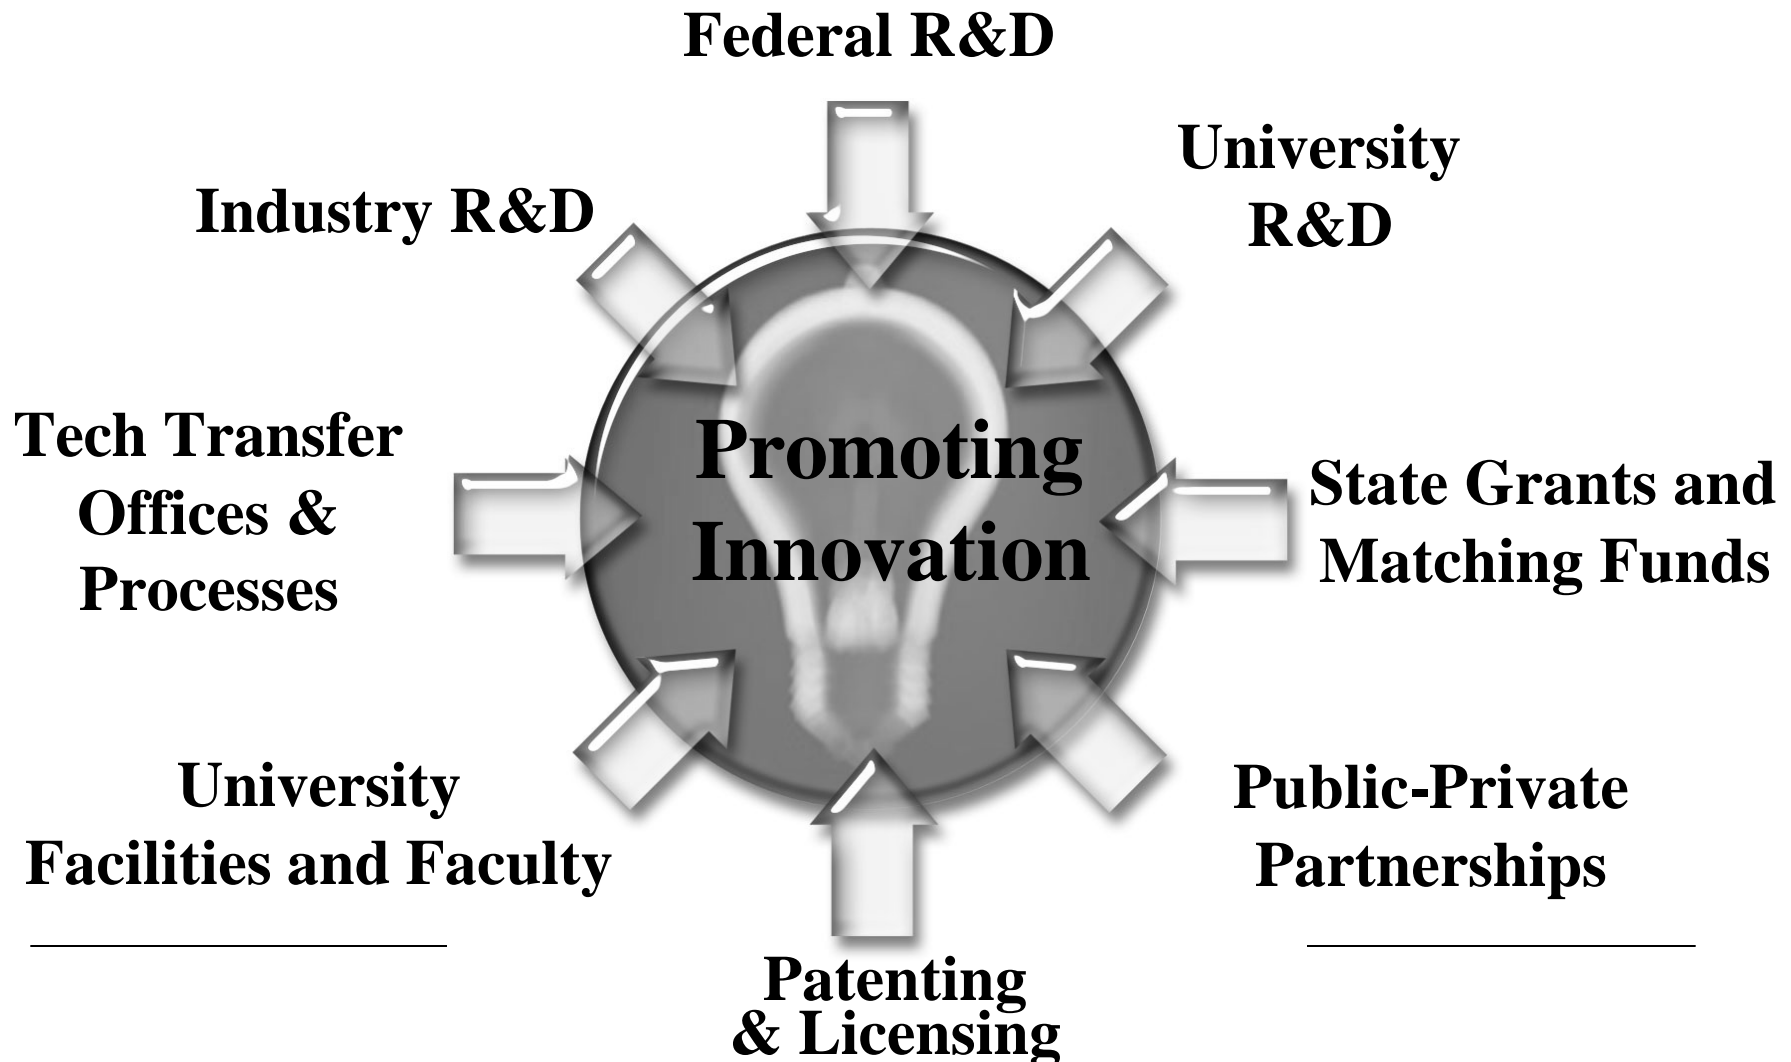 Federal R&D
University
R&D
Industry R&D
Tech Transfer
Offices &
Processes
Promoting
Innovation
State Grants and
Matching Funds
University
Facilities and Faculty
Public-Private
Partnerships
Patenting
& Licensing